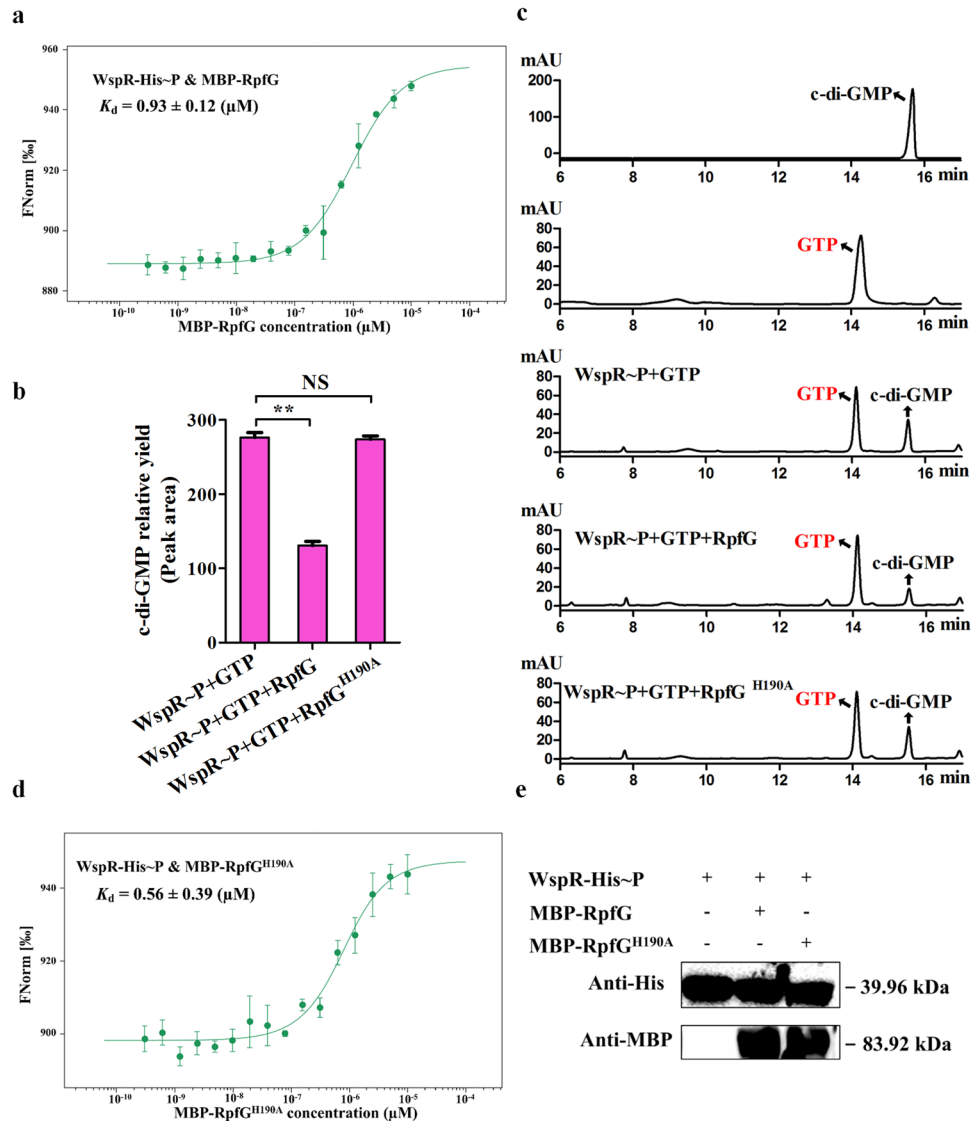 a
960
940
920
900
880
FNorm [‰]
WspR-His~P & MBP-RpfG
Kd = 0.93 ± 0.12 (µM)
10-10 10-9 10-8 10-7 10-6 10-5 10-4
MBP-RpfG concentration (µM)
b
NS
**
300
200
100
0
c-di-GMP relative yield
(Peak area)
WspR~P+GTP
WspR~P+GTP+RpfG
WspR~P+GTP+RpfGH190A
c
mAU
200
100
0
c-di-GMP
6 8 10 12 14 16 min
mAU
80
60
40
20
0
GTP
6 8 10 12 14 16 min
mAU
80
60
40
20
0
WspR~P+GTP
GTP
c-di-GMP
6 8 10 12 14 16 min
mAU
80
60
40
20
0
WspR~P+GTP+RpfG
GTP
c-di-GMP
6 8 10 12 14 16 min
mAU
80
60
40
20
0
WspR~P+GTP+RpfG H190A
GTP
c-di-GMP
6 8 10 12 14 16 min
d
940
920
900
FNorm [‰]
WspR-His~P & MBP-RpfGH190A
Kd = 0.56 ± 0.39 (µM)
10-10 10-9 10-8 10-7 10-6 10-5 10-4
MBP-RpfGH190A concentration (µM)
e
WspR-His~P + + +
MBP-RpfG - + -
MBP-RpfGH190A - - +
Anti-His – 39.96 kDa
Anti-MBP – 83.92 kDa